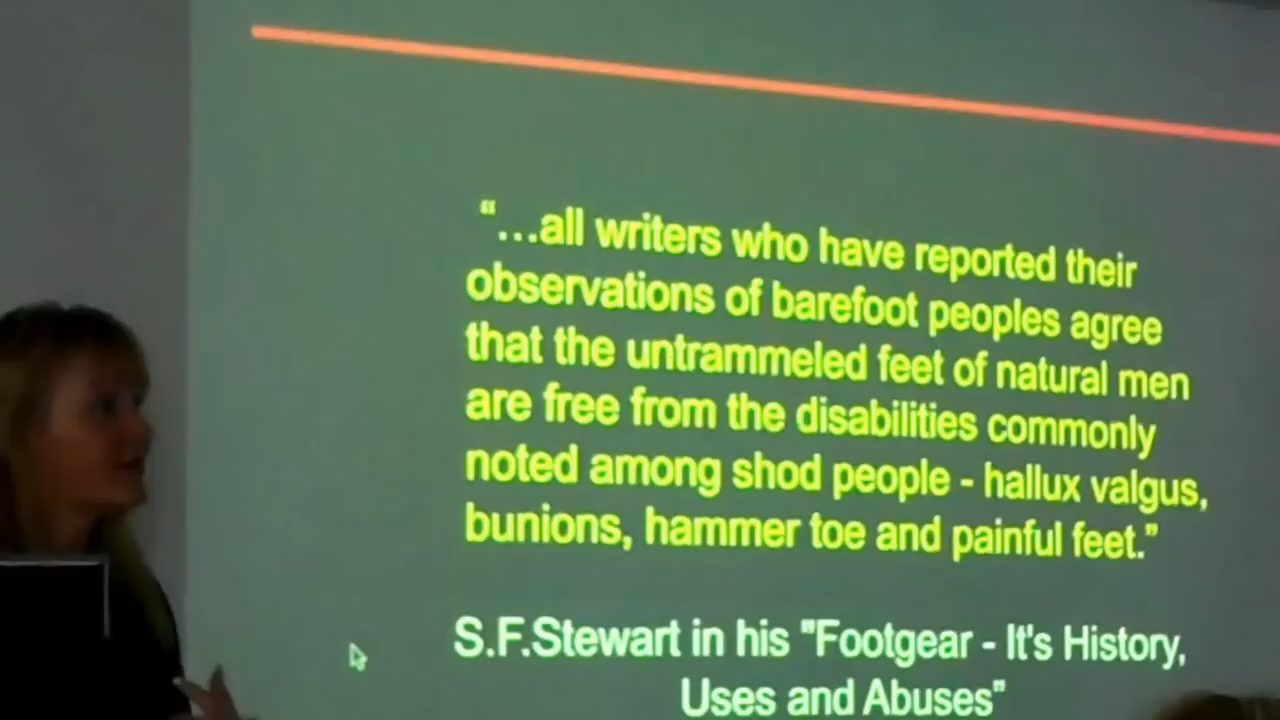 “...all writers who have reported their
observations of barefoot peoples agree
that the untrammeled feet of natural men
are free from the disabilities commonly
noted among shod people - hallux valgus,
bunions, hammer toe and painful feet.”
S.F.Stewart in his "Footgear - It's History,
Uses and Abuses"